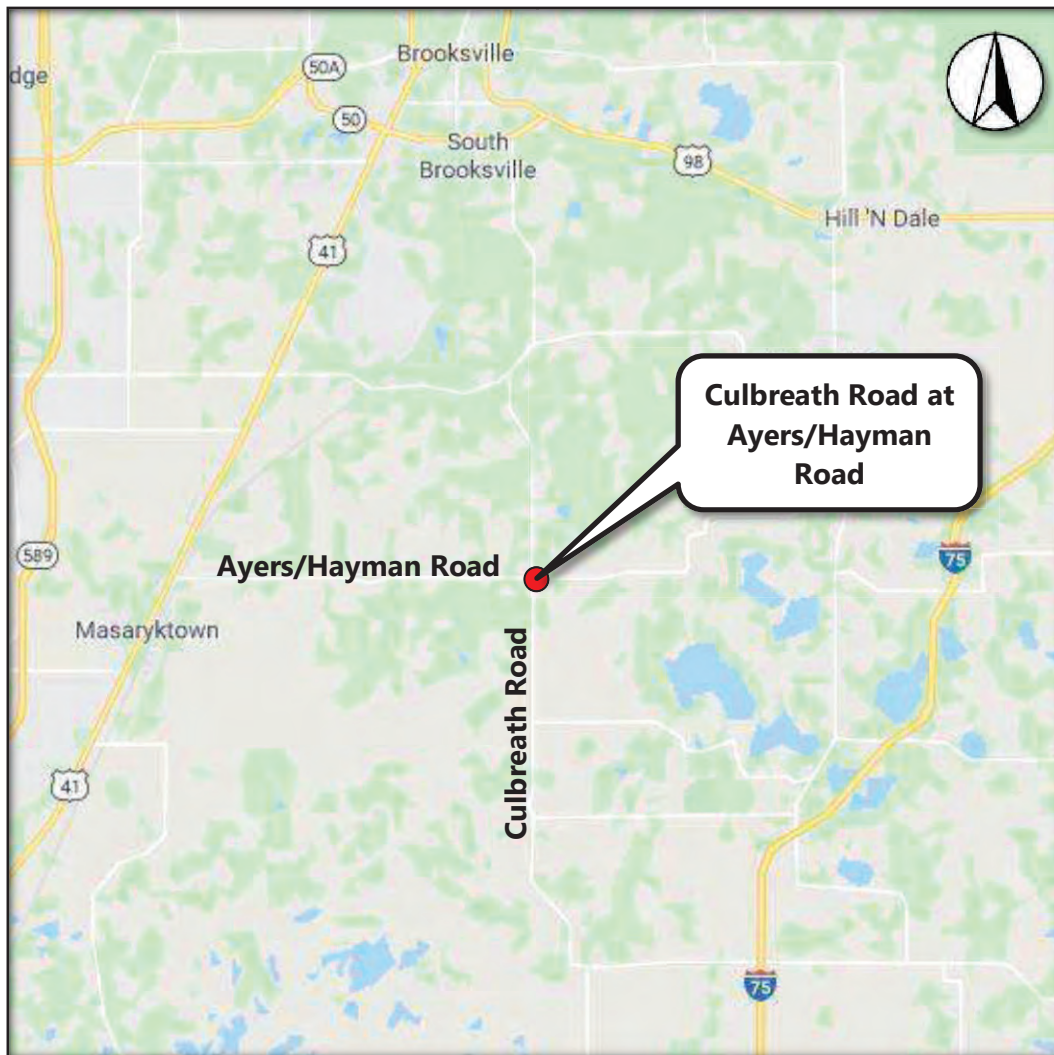 Brooksville
50A
dge
50
South
Brooksville
98
Hill 'N Dale
41
Culbreath Road at
Ayers/Hayman
Road
589
Ayers/Hayman Road
75
Masaryktown
Culbreath Road
41
75